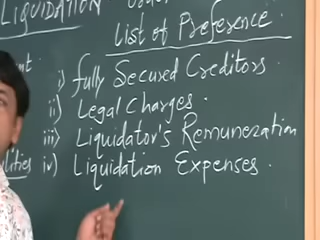 LIQUIDATION
List of Preference
i) fully Secured Creditors.
ii) Legal Charges.
iii) Liquidator's Remuneration
iv) Liquidation Expenses.